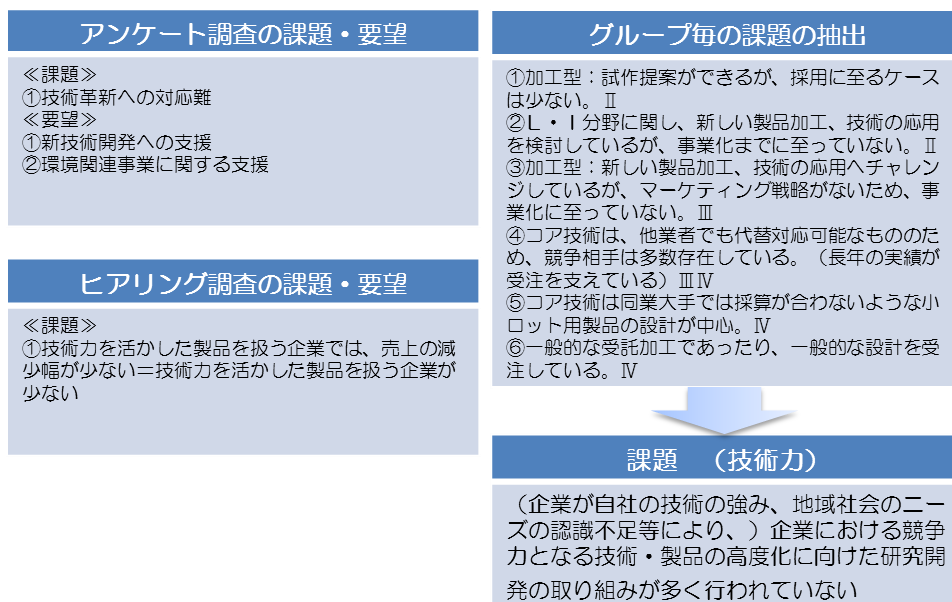 アンケート調査の課題・要望
≪課題≫
①技術革新への対応難
≪要望≫
①新技術開発への支援
②環境関連事業に関する支援
ヒアリング調査の課題・要望
≪課題≫
①技術力を活かした製品を扱う企業では、売上の減
少幅が少ない＝技術力を活かした製品を扱う企業が
少ない
グループ毎の課題の抽出
①加工型：試作提案ができるが、採用に至るケース
は少ない。Ⅱ
②Ｌ・Ｉ分野に関し、新しい製品加工、技術の応用
を検討しているが、事業化までに至っていない。Ⅱ
③加工型：新しい製品加工、技術の応用へチャレン
ジしているが、マーケティング戦略がないため、事
業化に至っていない。Ⅲ
④コア技術は、他業者でも代替対応可能なもののた
め、競争相手は多数存在している。（長年の実績が
受注を支えている）ⅢⅣ
⑤コア技術は同業大手では採算が合わないような小
ロット用製品の設計が中心。Ⅳ
⑥一般的な受託加工であったり、一般的な設計を受
注している。Ⅳ
課題　（技術力）
（企業が自社の技術の強み、地域社会のニー
ズの認識不足等により、）企業における競争
力となる技術・製品の高度化に向けた研究開
発の取り組みが多く行われていない